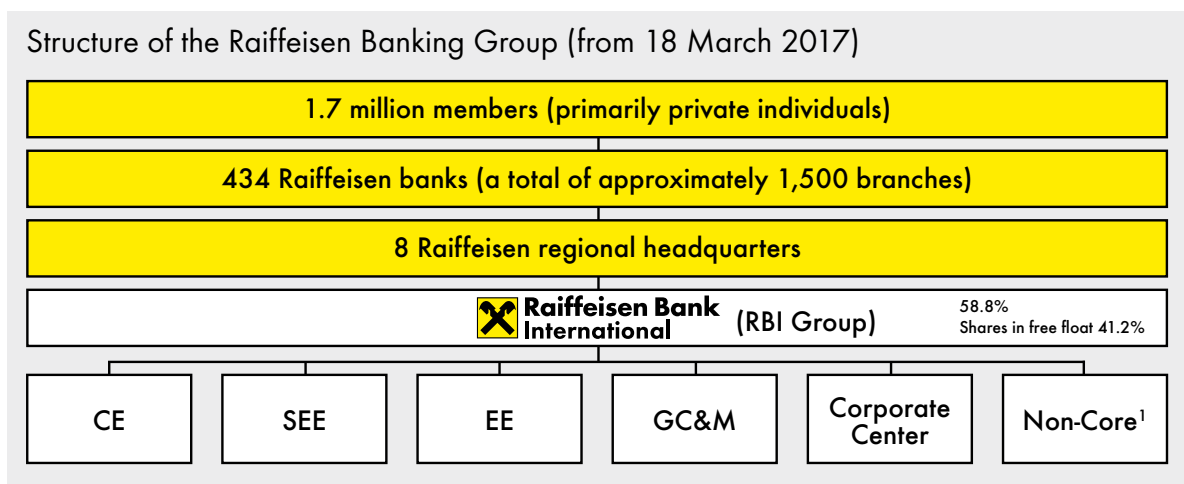 Structure of the Raiffeisen Banking Group (from 18 March 2017)
1.7 million members (primarily private individuals)
434 Raiffeisen banks (a total of approximately 1,500 branches)
8 Raiffeisen regional headquarters
Raiffeisen Bank
International
(RBI Group)
58.8%
Shares in free float 41.2%
CE
SEE
EE
GC&M
Corporate
Center
Non-Core¹